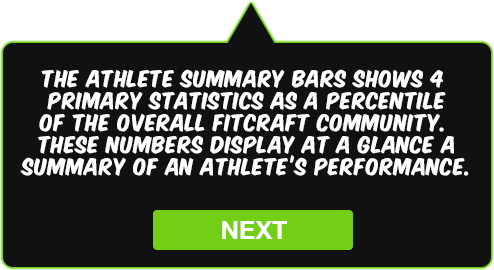 THE ATHLETE SUMMARY BARS SHOWS 4
PRIMARY STATISTICS AS A PERCENTILE
OF THE OVERALL FITCRAFT COMMUNITY.
THESE NUMBERS DISPLAY AT A GLANCE A
SUMMARY OF AN ATHLETE'S PERFORMANCE.
NEXT